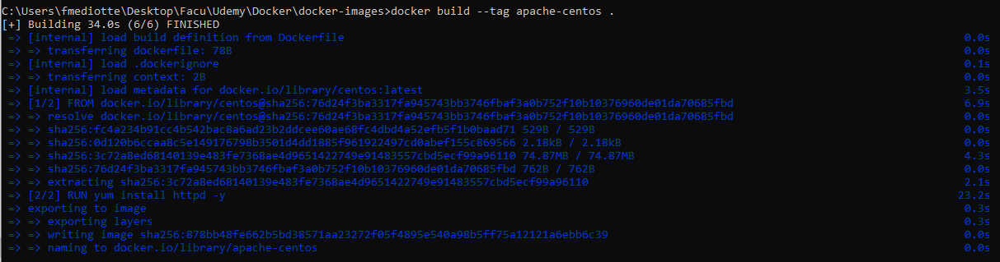 C:\Users\fmediotte\Desktop\Facu\Udemy\Docker\docker-images>docker build --tag apache-centos .
[+] Building 34.0s (6/6) FINISHED
=> [internal] load build definition from Dockerfile 0.0s
=> => transferring dockerfile: 78B 0.0s
=> [internal] load .dockerignore 0.1s
=> => transferring context: 2B 0.0s
=> [internal] load metadata for docker.io/library/centos:latest 3.5s
=> [1/2] FROM docker.io/library/centos@sha256:76d24f3ba3317fa945743bb3746fbaf3a0b752f10b10376960de01da70685fbd 6.9s
=> => resolve docker.io/library/centos@sha256:76d24f3ba3317fa945743bb3746fbaf3a0b752f10b10376960de01da70685fbd 0.0s
=> => sha256:fc4a234b91cc4b542bac8a6ad23b2ddcee60ae68fc4dbd4a52efb5f1b0baad71 529B / 529B 0.0s
=> => sha256:0d120b6ccaa8c5e149176798b3501d4dd1885f961922497cd0abef155c869566 2.18kB / 2.18kB 0.0s
=> => sha256:3c72a8ed68140139e483fe7368ae4d9651422749e91483557cbd5ecf99a96110 74.87MB / 74.87MB 4.3s
=> => sha256:76d24f3ba3317fa945743bb3746fbaf3a0b752f10b10376960de01da70685fbd 762B / 762B 0.0s
=> => extracting sha256:3c72a8ed68140139e483fe7368ae4d9651422749e91483557cbd5ecf99a96110 2.1s
=> [2/2] RUN yum install httpd -y 23.2s
=> exporting to image 0.3s
=> => exporting layers 0.3s
=> => writing image sha256:878bb48fe662b5bd38571aa23272f05f4895e540a98b5ff75a12121a6ebb6c39 0.0s
=> => naming to docker.io/library/apache-centos 0.0s